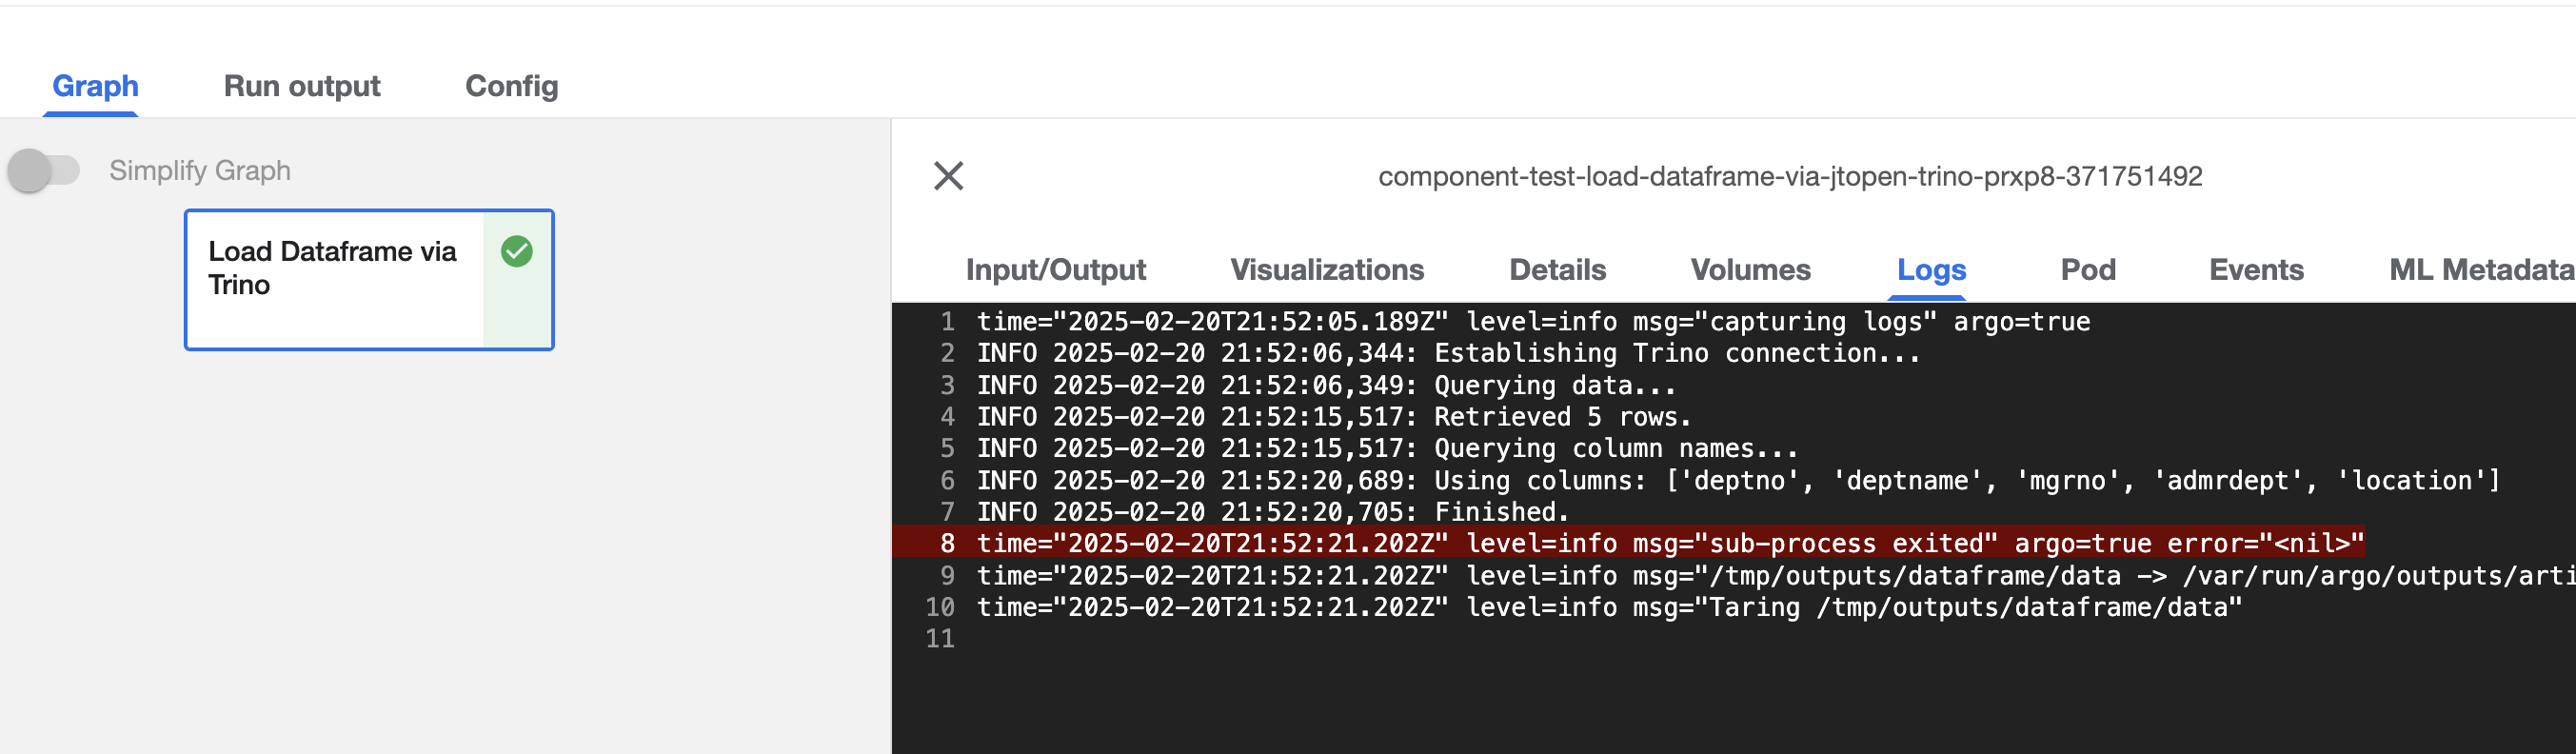 Graph Run output Config
Simplify Graph
Load Dataframe via
Trino
component-test-load-dataframe-via-jtopen-trino-prxp8-371751492
Input/Output Visualizations Details Volumes Logs Pod Events ML Metadata
1 time="2025-02-20T21:52:05.189Z" level=info msg="capturing logs" argo=true
2 INFO 2025-02-20 21:52:06,344: Establishing Trino connection...
3 INFO 2025-02-20 21:52:06,349: Querying data...
4 INFO 2025-02-20 21:52:15,517: Retrieved 5 rows.
5 INFO 2025-02-20 21:52:15,517: Querying column names...
6 INFO 2025-02-20 21:52:20,689: Using columns: ['deptno', 'deptname', 'mgrno', 'admrdept', 'location']
7 INFO 2025-02-20 21:52:20,705: Finished.
8 time="2025-02-20T21:52:21.202Z" level=info msg="sub-process exited" argo=true error="<nil>"
9 time="2025-02-20T21:52:21.202Z" level=info msg="/tmp/outputs/dataframe/data -> /var/run/argo/outputs/arti
10 time="2025-02-20T21:52:21.202Z" level=info msg="Taring /tmp/outputs/dataframe/data"
11